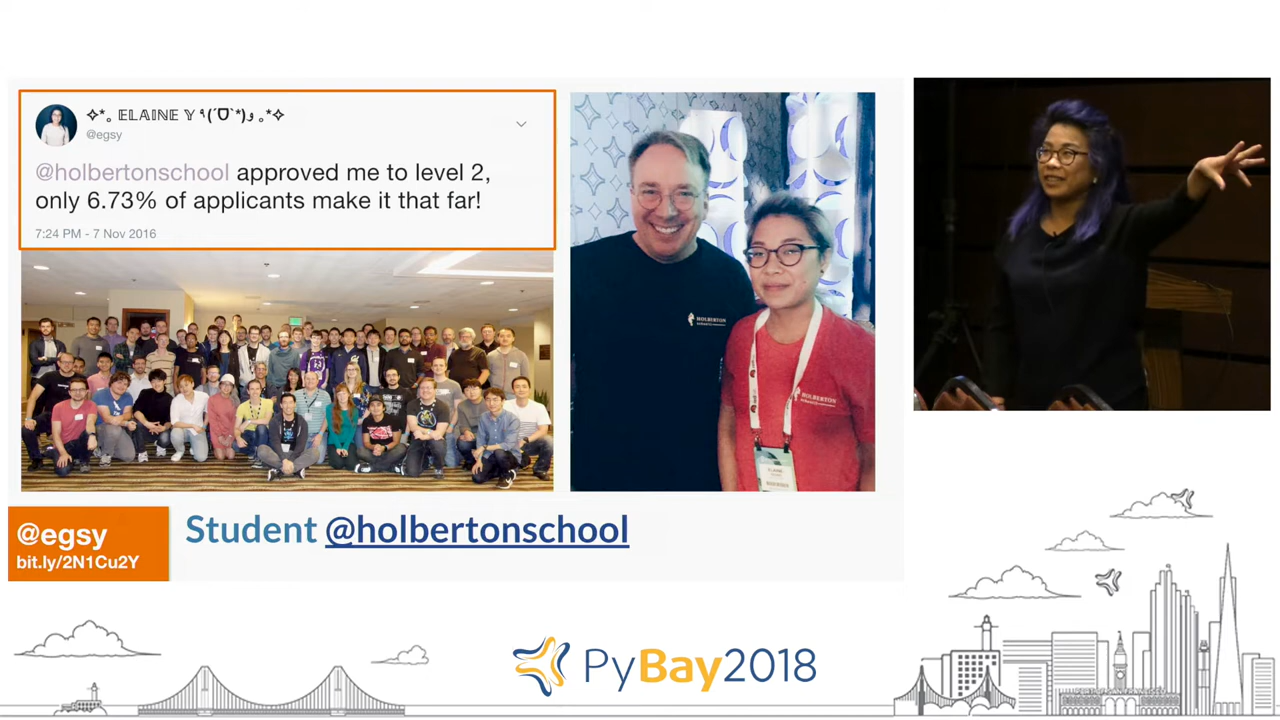 ✧*。 𝔼𝕃𝔸𝕀ℕ𝔼 𝕐 ٩(ˊᗜˋ*)و 。*✧
@egsy
@holbertonschool approved me to level 2,
only 6.73% of applicants make it that far!
7:24 PM - 7 Nov 2016
HOLBERTON
HOLBERTON
ELAINE
@egsy
bit.ly/2N1Cu2Y
Student @holbertonschool
PyBay2018